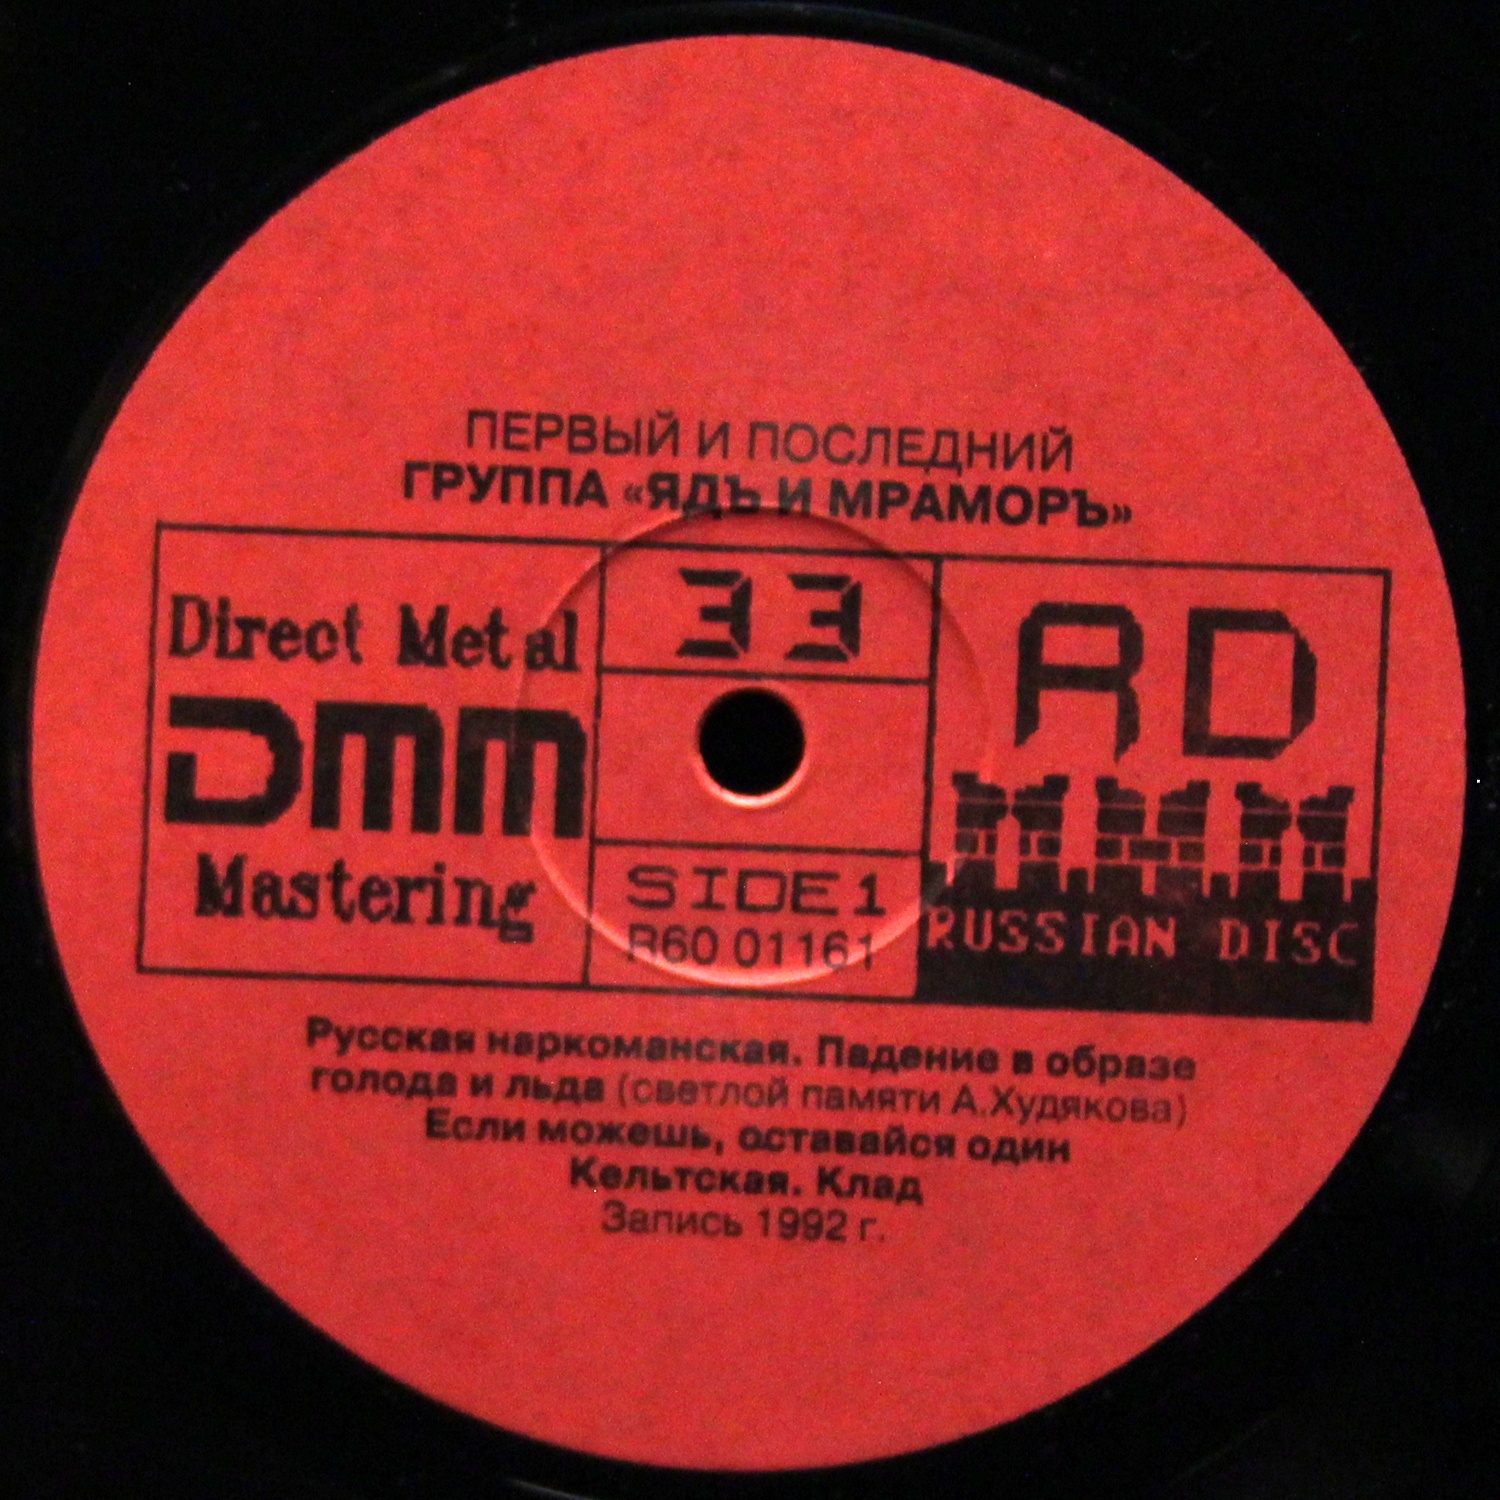 ПЕРВЫЙ И ПОСЛЕДНИЙ
ГРУППА «ЯДЪ И МРАМОРЪ»
Direct Metal
DMM
Mastering
33
SIDE 1
R60 01161
RD
RUSSIAN DISC
Русская наркоманская. Падение в образе
голода и льда (светлой памяти А.Худякова)
Если можешь, оставайся один
Кельтская. Клад
Запись 1992 г.